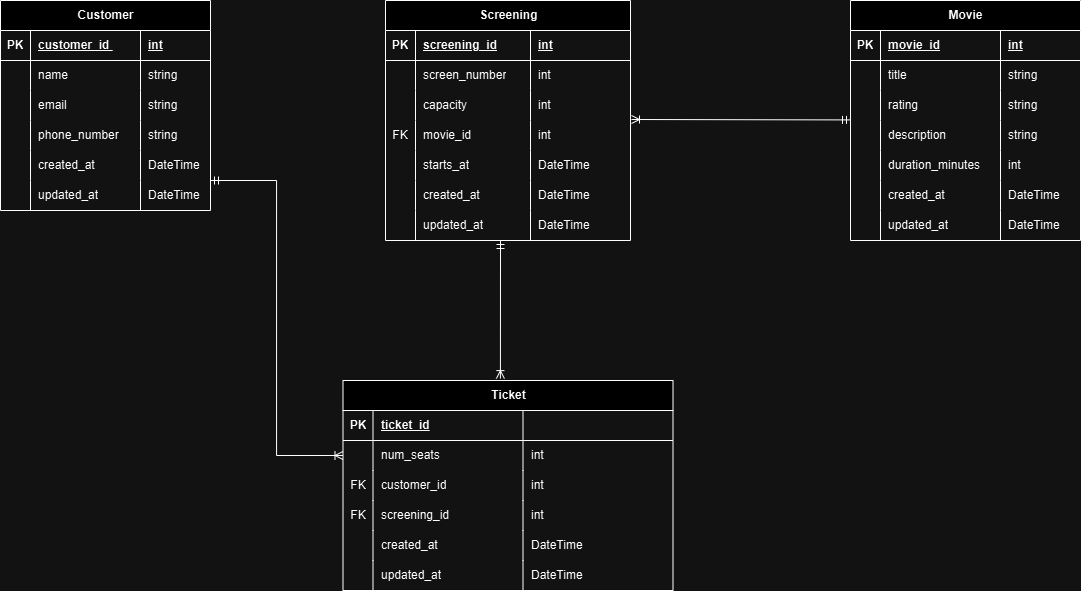 Customer
PK customer_id int
name string
email string
phone_number string
created_at DateTime
updated_at DateTime
Screening
PK screening_id int
screen_number int
capacity int
FK movie_id int
starts_at DateTime
created_at DateTime
updated_at DateTime
Movie
PK movie_id int
title string
rating string
description string
duration_minutes int
created_at DateTime
updated_at DateTime
Ticket
PK ticket_id
num_seats int
FK customer_id int
FK screening_id int
created_at DateTime
updated_at DateTime